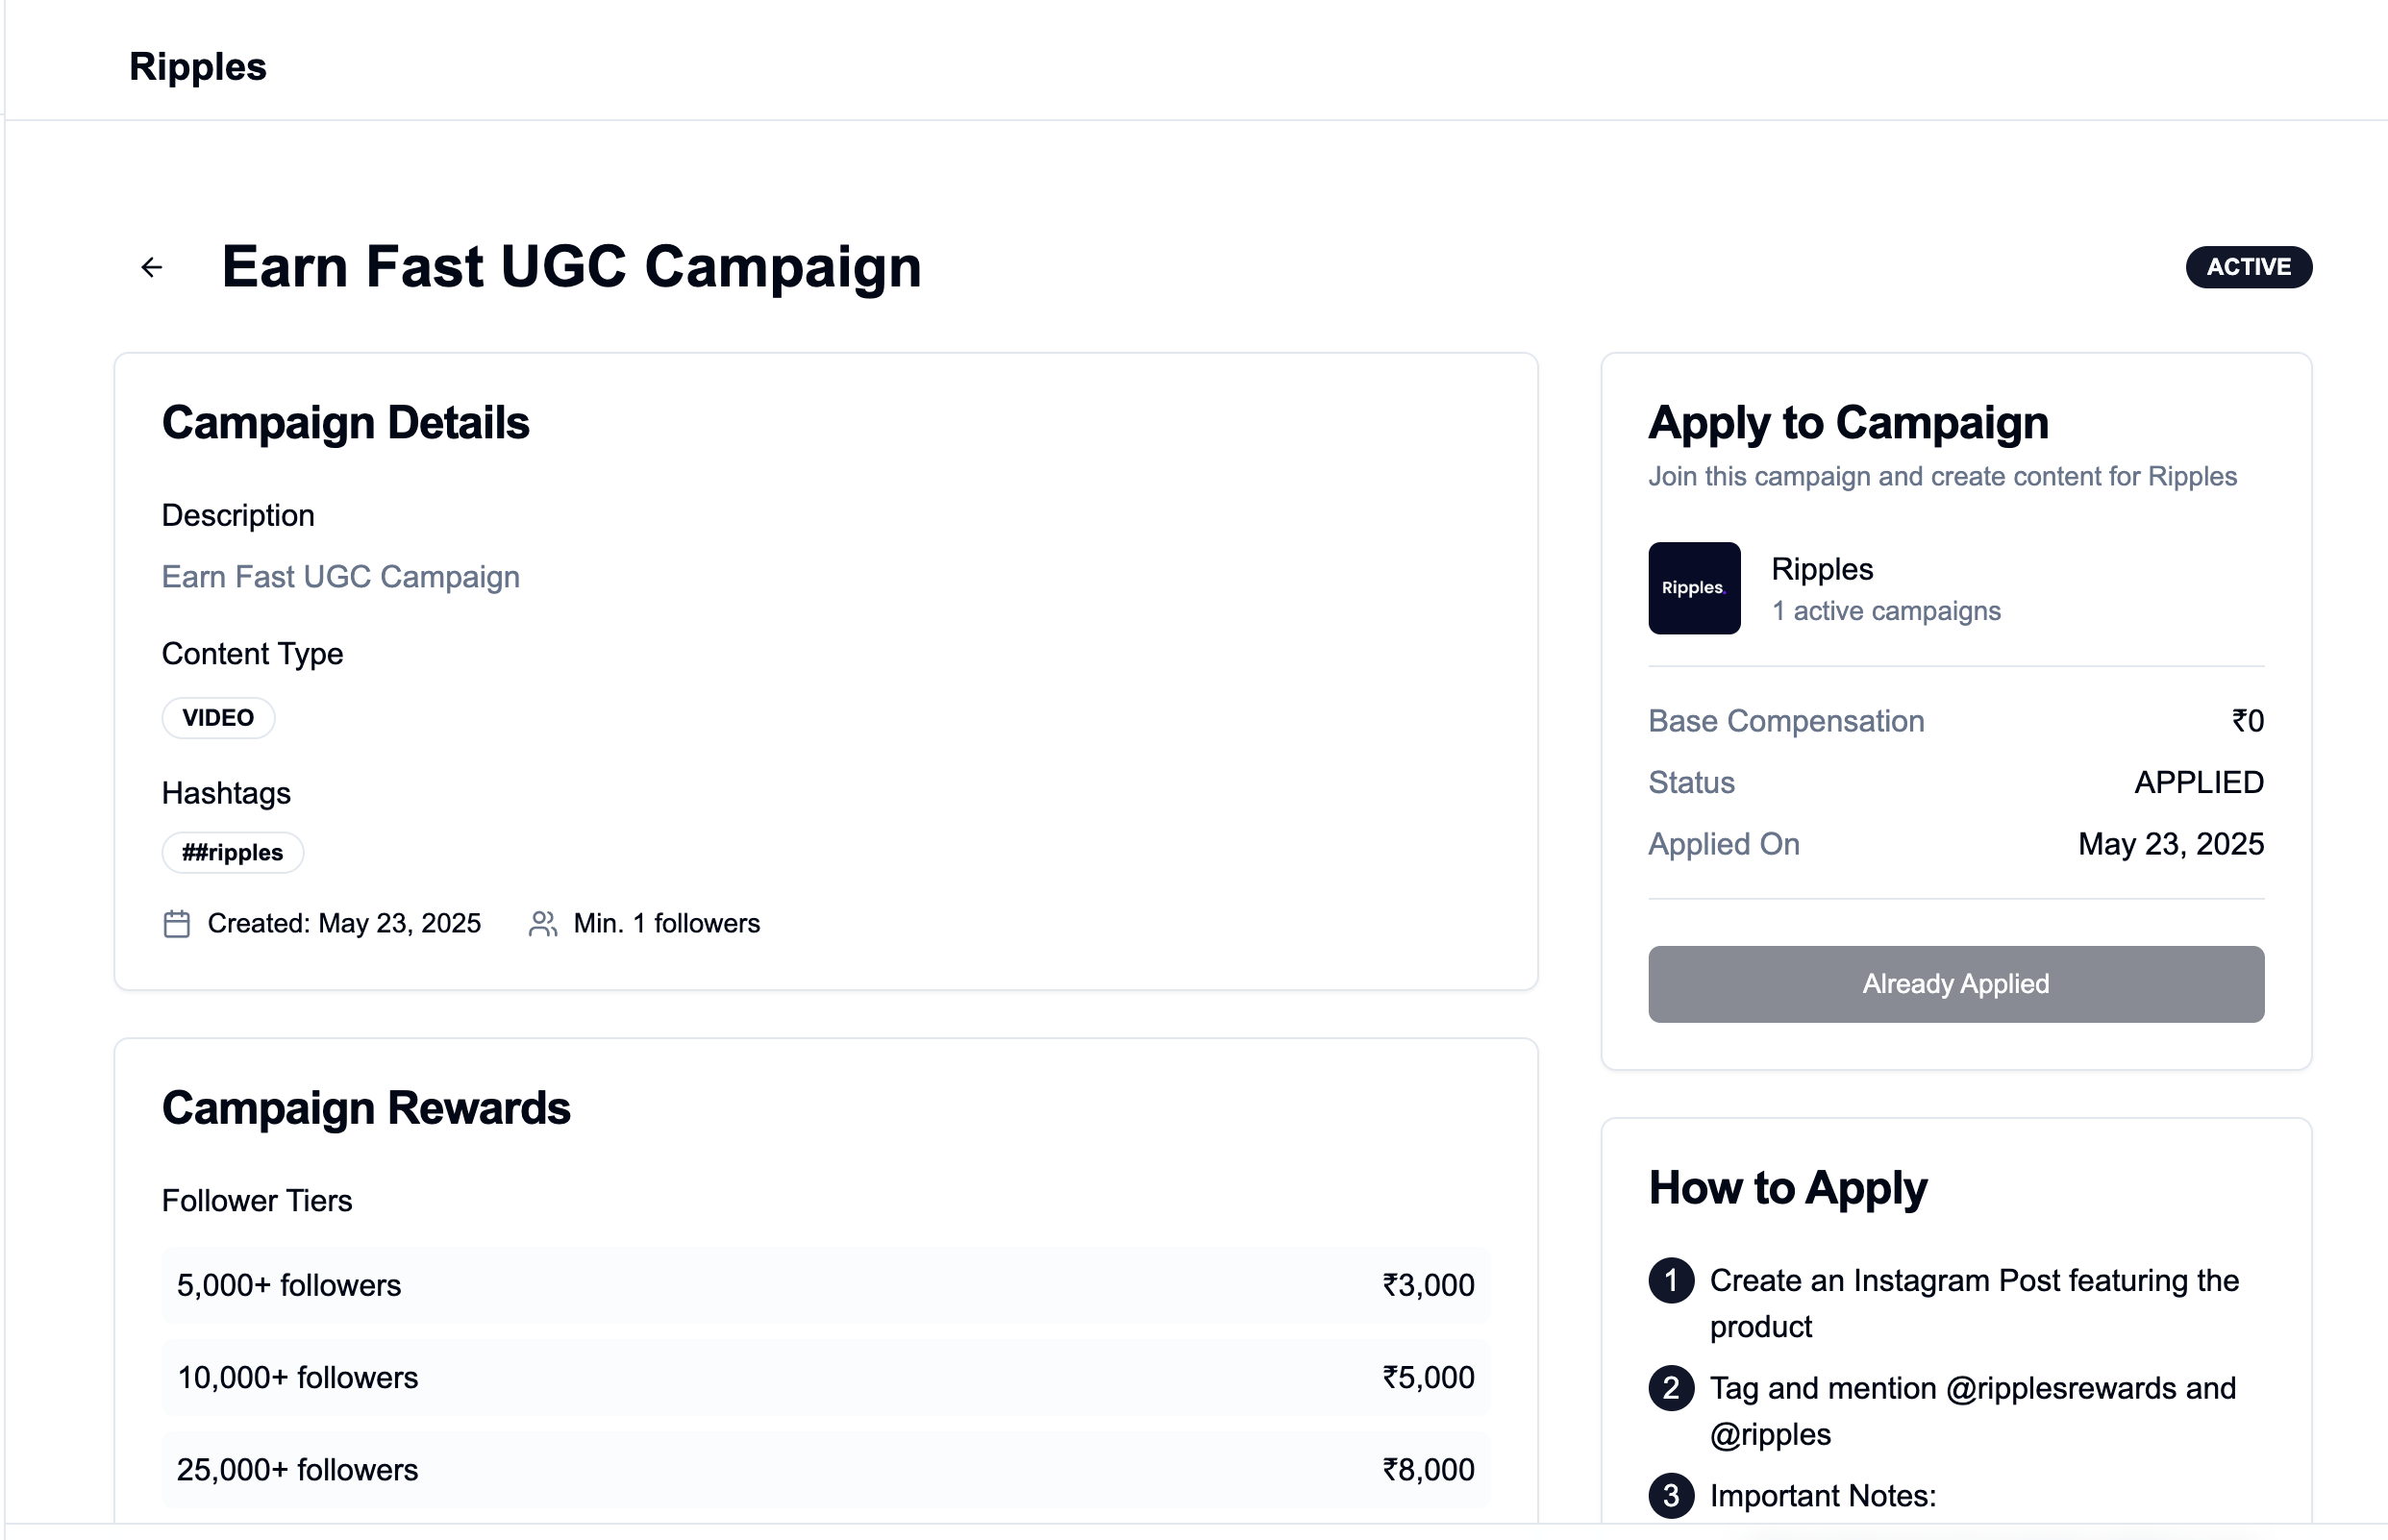 Ripples
Earn Fast UGC Campaign
ACTIVE
Campaign Details
Description
Earn Fast UGC Campaign
Content Type
VIDEO
Hashtags
##ripples
Created: May 23, 2025
Min. 1 followers
Campaign Rewards
Follower Tiers
5,000+ followers
₹3,000
10,000+ followers
₹5,000
25,000+ followers
₹8,000
Apply to Campaign
Join this campaign and create content for Ripples
Ripples.
Ripples
1 active campaigns
Base Compensation
₹0
Status
APPLIED
Applied On
May 23, 2025
Already Applied
How to Apply
1 Create an Instagram Post featuring the
product
2 Tag and mention @ripplesrewards and
@ripples
3 Important Notes: